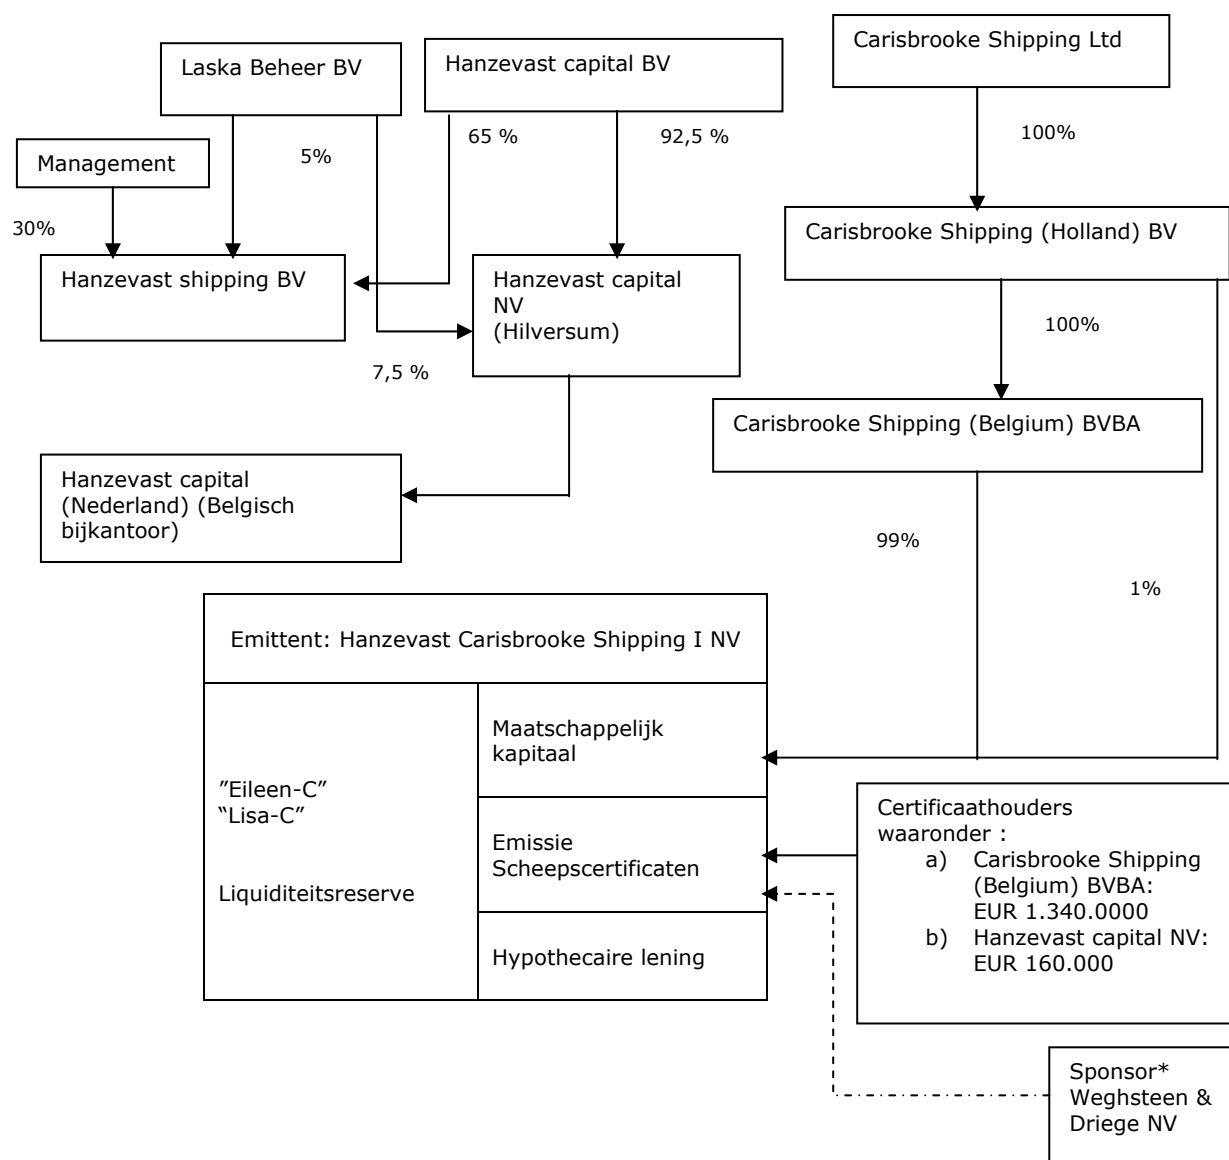 Carisbrooke Shipping Ltd
Laska Beheer BV
Hanzevast capital BV
65 %
92,5 %
100%
Management
5%
30%
Carisbrooke Shipping (Holland) BV
Hanzevast shipping BV
Hanzevast capital
NV
(Hilversum)
100%
7,5 %
Carisbrooke Shipping (Belgium) BVBA
Hanzevast capital
(Nederland) (Belgisch
bijkantoor)
99%
1%
Emittent: Hanzevast Carisbrooke Shipping I NV
Maatschappelijk
kapitaal
”Eileen-C”
“Lisa-C”
Liquiditeitsreserve
Emissie
Scheepscertificaten
Hypothecaire lening
Certificaathouders
waaronder :
a) Carisbrooke Shipping
(Belgium) BVBA:
EUR 1.340.0000
b) Hanzevast capital NV:
EUR 160.000
Sponsor*
Weghsteen &
Driege NV